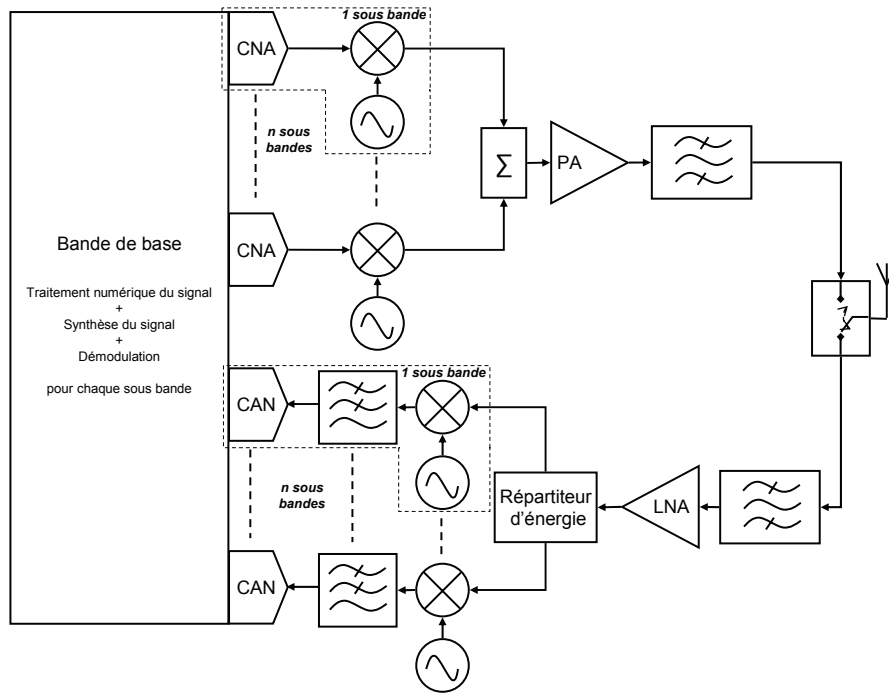 1 sous bande
CNA
n sous
bandes
Σ
PA
CNA
Bande de base
Traitement numérique du signal
+
Synthèse du signal
+
Démodulation
pour chaque sous bande
1 sous bande
CAN
n sous
bandes
Répartiteur
d'énergie
LNA
CAN